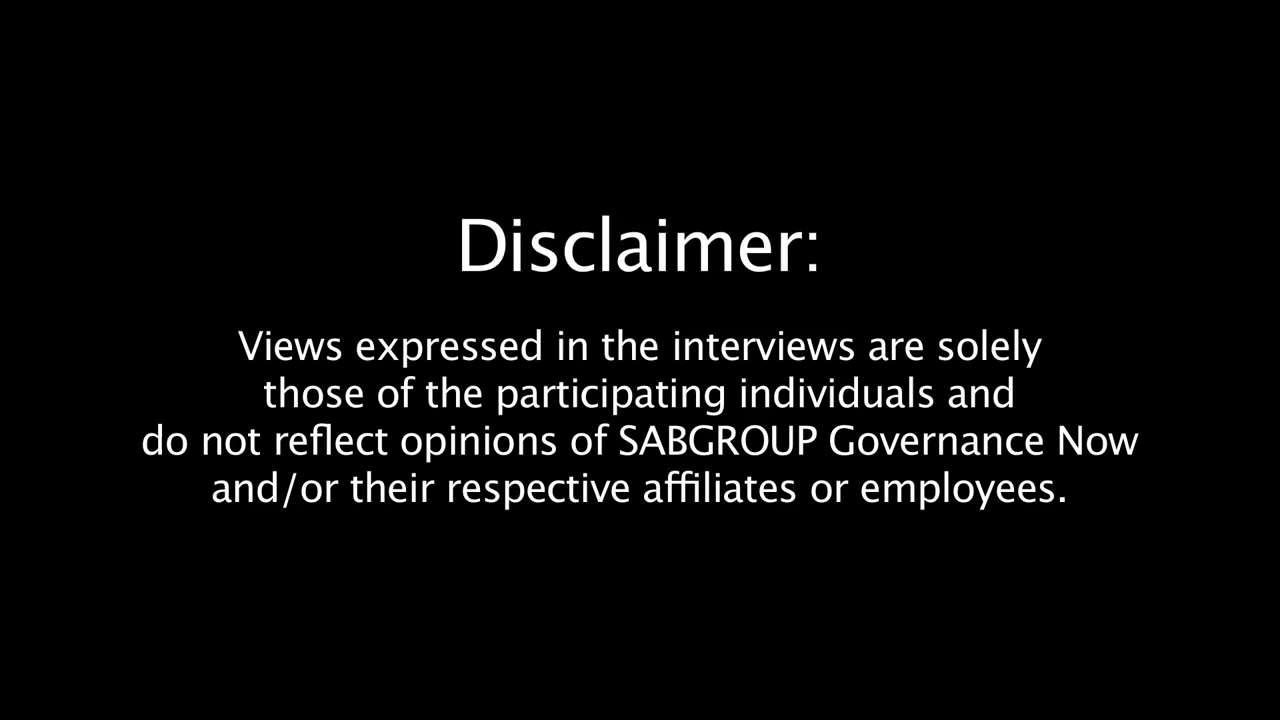 Disclaimer:
Views expressed in the interviews are solely
those of the participating individuals and
do not reflect opinions of SABGROUP Governance Now
and/or their respective affiliates or employees.